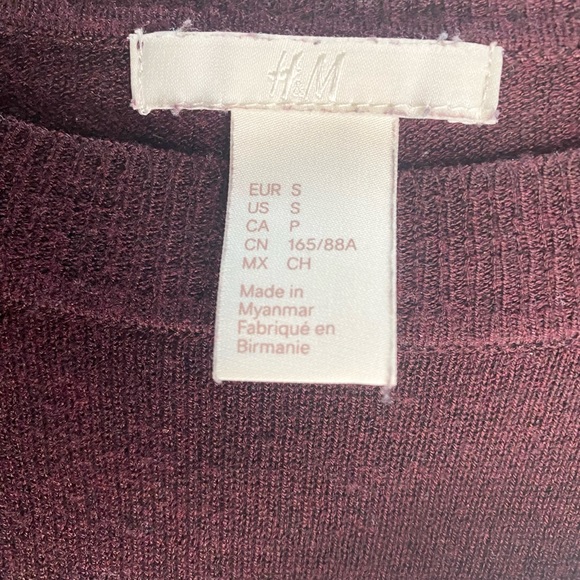 H&M
EUR S
US S
CA P
CN 165/88A
MX CH
Made in
Myanmar
Fabriqué en
Birmanie